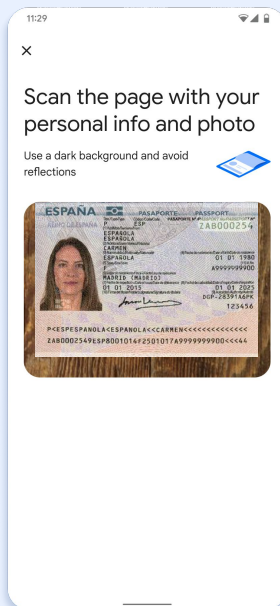 11:29
Scan the page with your
personal info and photo
Use a dark background and avoid
reflections
ESPAÑA PASAPORTE PASSPORT
P ESP ZAB000254
ESPAÑOLA
ESPAÑOLA
CARMEN
ESPAÑOLA 01 01 1980
F A9999999900
MADRID (MADRID)
01 01 2015 01 01 2025
DGP-28391A6PK
123456
P<ESPESPANOLA<ESPANOLA<<CARMEN<<<<<<<<<<<<<<
ZAB0002549ESP8001014F2501017A9999999900<<<44